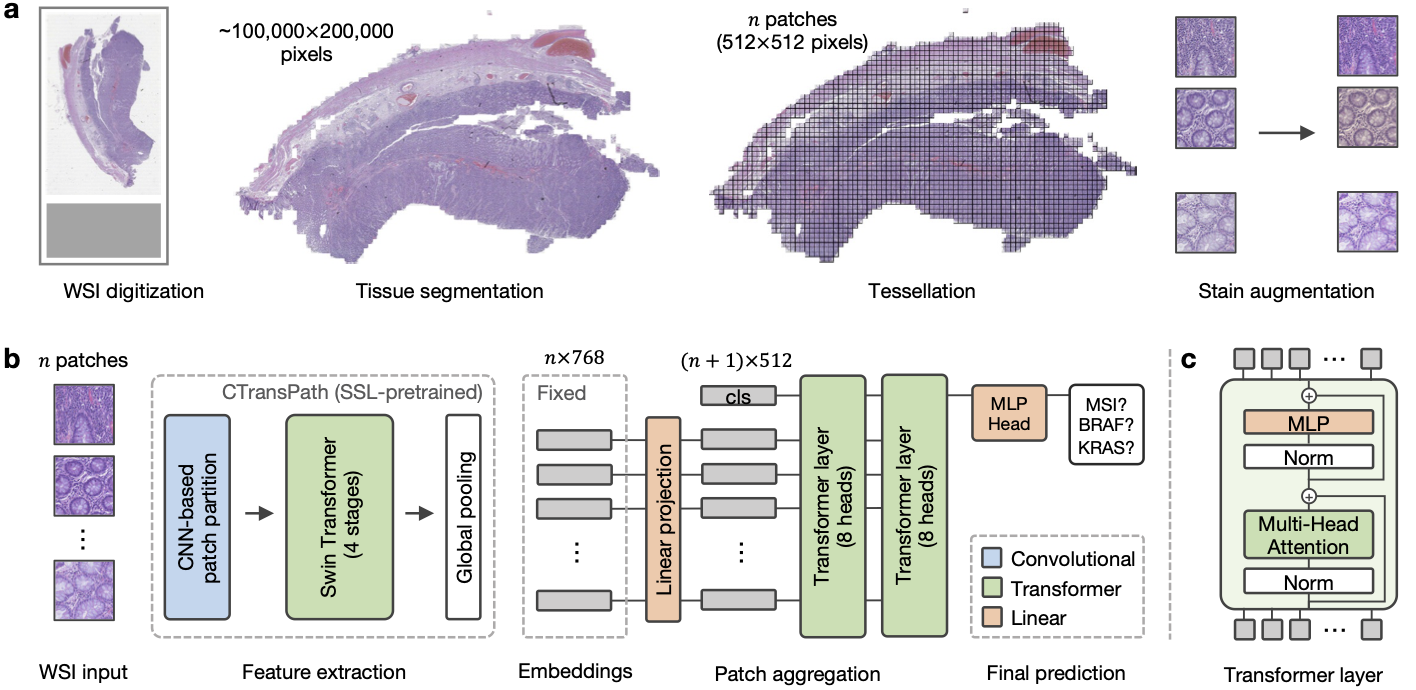 a
~100,000×200,000
pixels
n patches
(512×512 pixels)
WSI digitization
Tissue segmentation
Tessellation
Stain augmentation
b
n patches
CTransPath (SSL-pretrained)
CNN-based
patch partition
Swin Transformer
(4 stages)
Global pooling
n×768
Fixed
Linear projection
(n + 1)×512
cls
Transformer layer
(8 heads)
Transformer layer
(8 heads)
MLP
Head
MSI?
BRAF?
KRAS?
Convolutional
Transformer
Linear
WSI input
Feature extraction
Embeddings
Patch aggregation
Final prediction
c
...
+
MLP
Norm
+
Multi-Head
Attention
Norm
...
Transformer layer